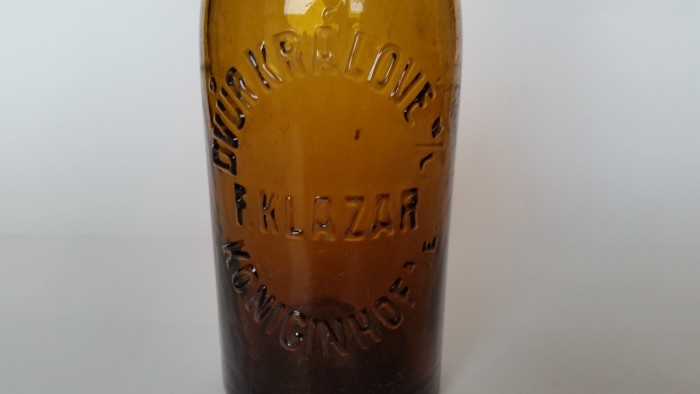 DVŮR KRÁLOVÉ n/L
F. KLAZAR
KÖNIGINHOF a/E